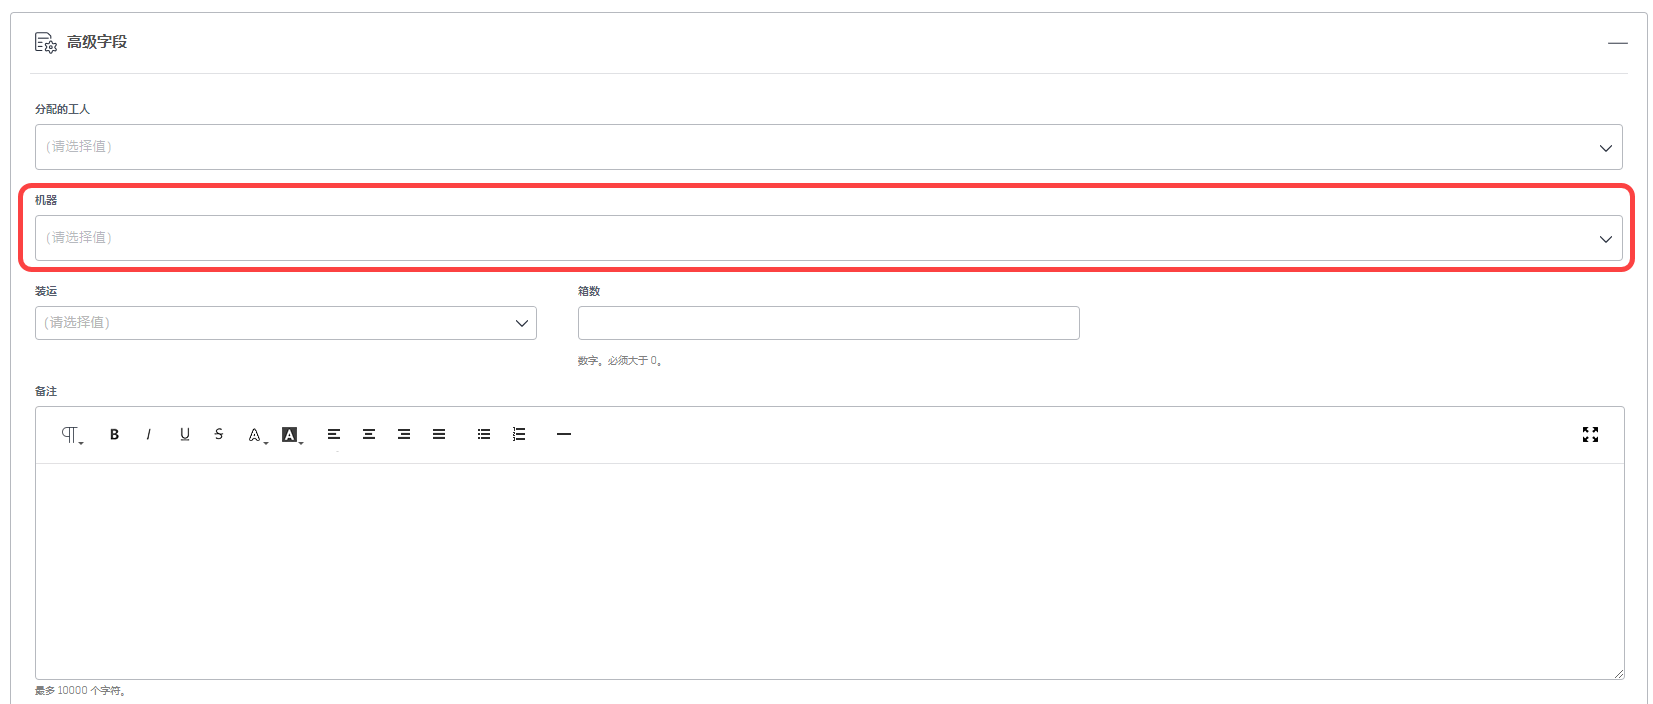 高级字段
分配的工人
(请选择值)
机器
(请选择值)
装运
箱数
(请选择值)
数字。必须大于 0。
备注
B I U S A A
最多 10000 个字符。